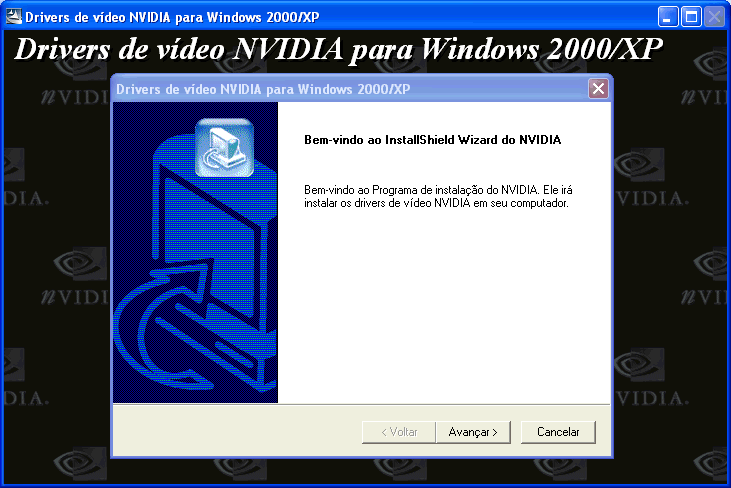 Drivers de vídeo NVIDIA para Windows 2000/XP
Drivers de vídeo NVIDIA para Windows 2000/XP
Drivers de vídeo NVIDIA para Windows 2000/XP
Bem-vindo ao InstallShield Wizard do NVIDIA
Bem-vindo ao Programa de instalação do NVIDIA. Ele irá
instalar os drivers de vídeo NVIDIA em seu computador.
< Voltar
Avançar >
Cancelar
NVIDIA.
NVIDIA.